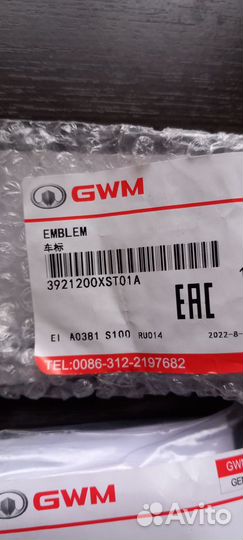 GWM
EMBLEM
车标
3921200XST01A
EAC
EI A0381 S100 RU014 2022-8-
TEL:0086-312-2197682
GWM
GWM
GE
Avito